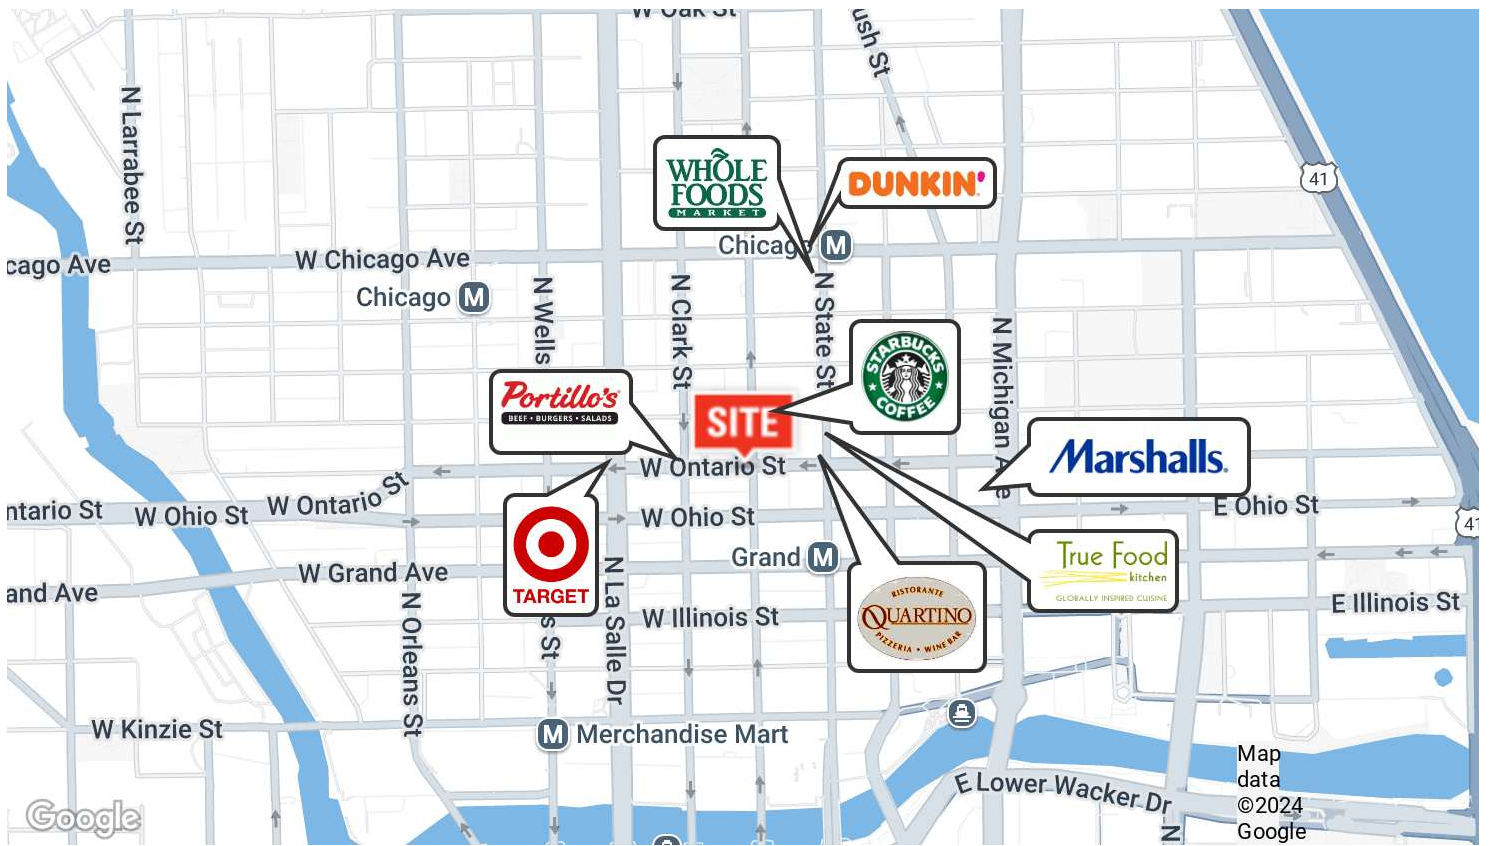 W Oak St
ush St
N Larrabee St
41
WHOLE
FOODS
MARKET
DUNKIN'
Chicago M
cago Ave
W Chicago Ave
Chicago M
N Wells
N Clark St
N State St
N Michigan Ave
STARBUCKS
COFFEE
Portillo's
BEEF • BURGERS • SALADS
SITE
Marshalls.
W Ontario St
W Ontario St
ntario St
W Ohio St
W Ohio St
E Ohio St
41
TARGET
Grand M
True Food
kitchen
GLOBALLY INSPIRED CUISINE
W Grand Ave
and Ave
N Orleans St
s St
N La Salle Dr
W Illinois St
E Illinois St
RISTORANTE
QUARTINO
PIZZERIA • WINE BAR
W Kinzie St
M Merchandise Mart
E Lower Wacker Dr
N
Map
data
©2024
Google
Google